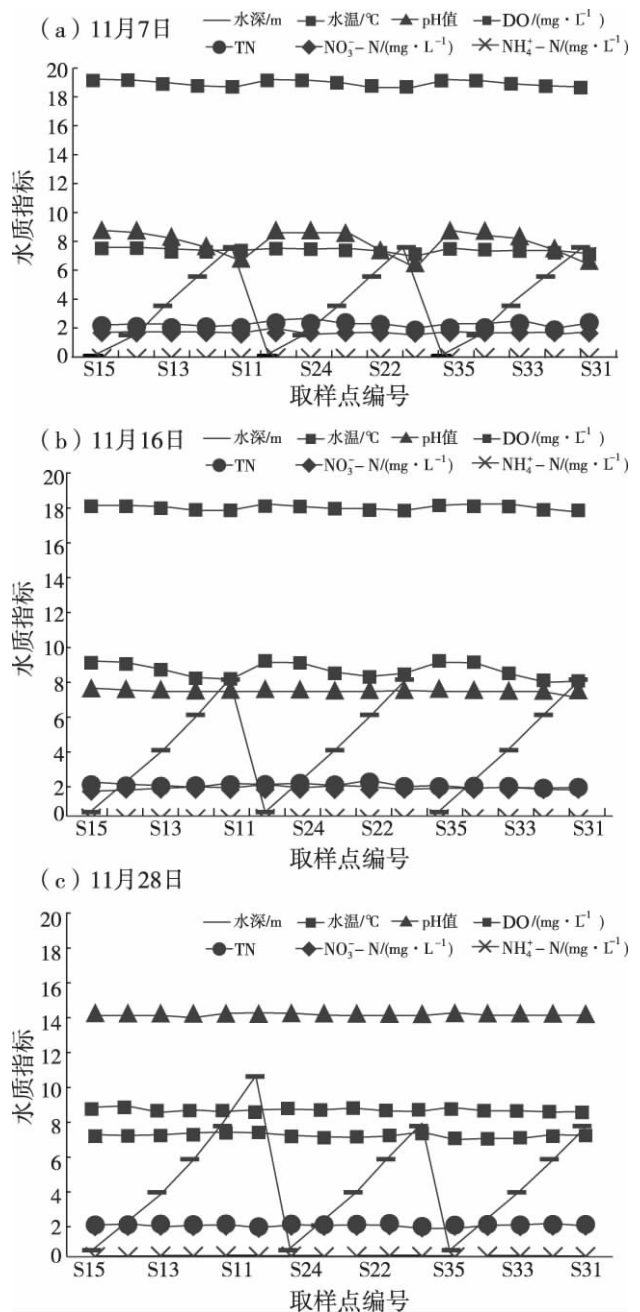 (a) 11月7日
水深/m 水温/℃ pH值 DO/(mg·L⁻¹)
TN NO₃⁻-N/(mg·L⁻¹) NH₄⁺-N/(mg·L⁻¹)
20
18
16
14
12
10
8
6
4
2
0
水质指标
S15 S13 S11 S24 S22 S35 S33 S31
取样点编号
(b) 11月16日
水深/m 水温/℃ pH值 DO/(mg·L⁻¹)
TN NO₃⁻-N/(mg·L⁻¹) NH₄⁺-N/(mg·L⁻¹)
20
18
16
14
12
10
8
6
4
2
0
水质指标
S15 S13 S11 S24 S22 S35 S33 S31
取样点编号
(c) 11月28日
水深/m 水温/℃ pH值 DO/(mg·L⁻¹)
TN NO₃⁻-N/(mg·L⁻¹) NH₄⁺-N/(mg·L⁻¹)
20
18
16
14
12
10
8
6
4
2
0
水质指标
S15 S13 S11 S24 S22 S35 S33 S31
取样点编号